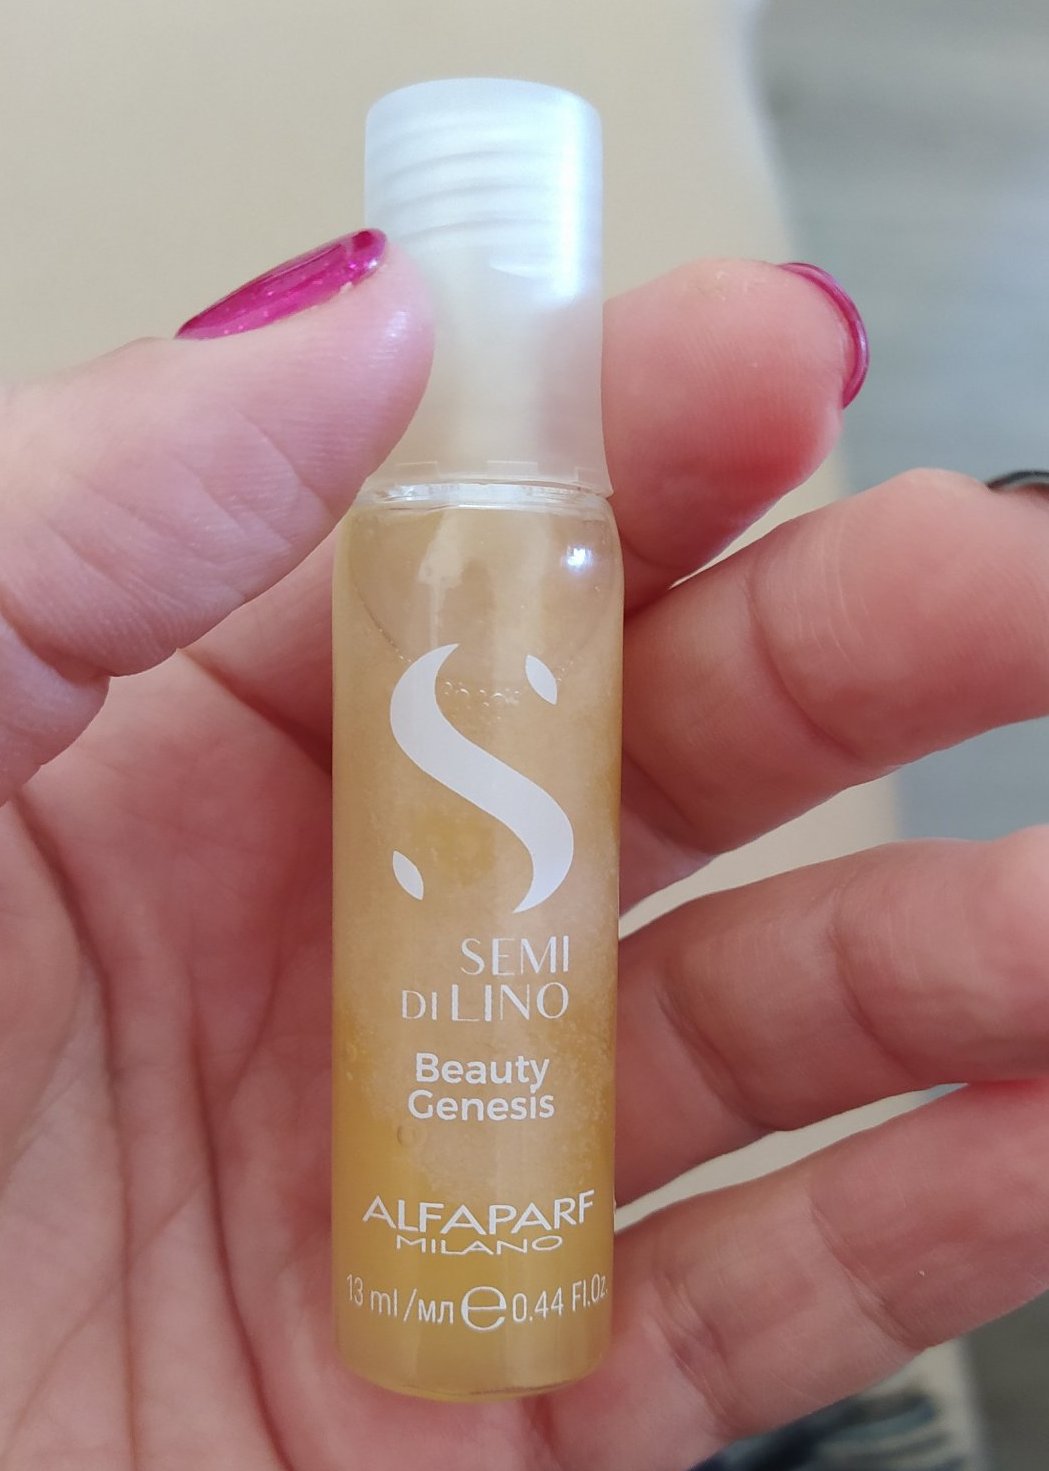 SEMI
DI LINO
Beauty
Genesis
ALFAPARF
MILANO
13 ml/мл e 0.44 Fl.Oz.